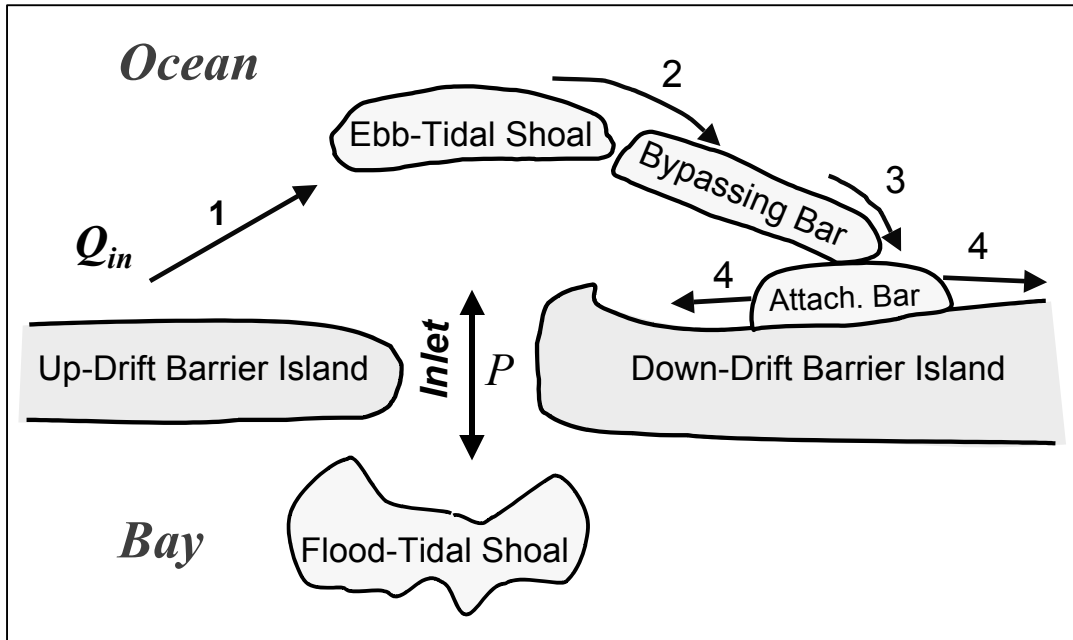 Ocean
2
Ebb-Tidal Shoal
Bypassing Bar
3
1
Q_in
4
4
Attach. Bar
Inlet
P
Up-Drift Barrier Island
Down-Drift Barrier Island
Bay
Flood-Tidal Shoal